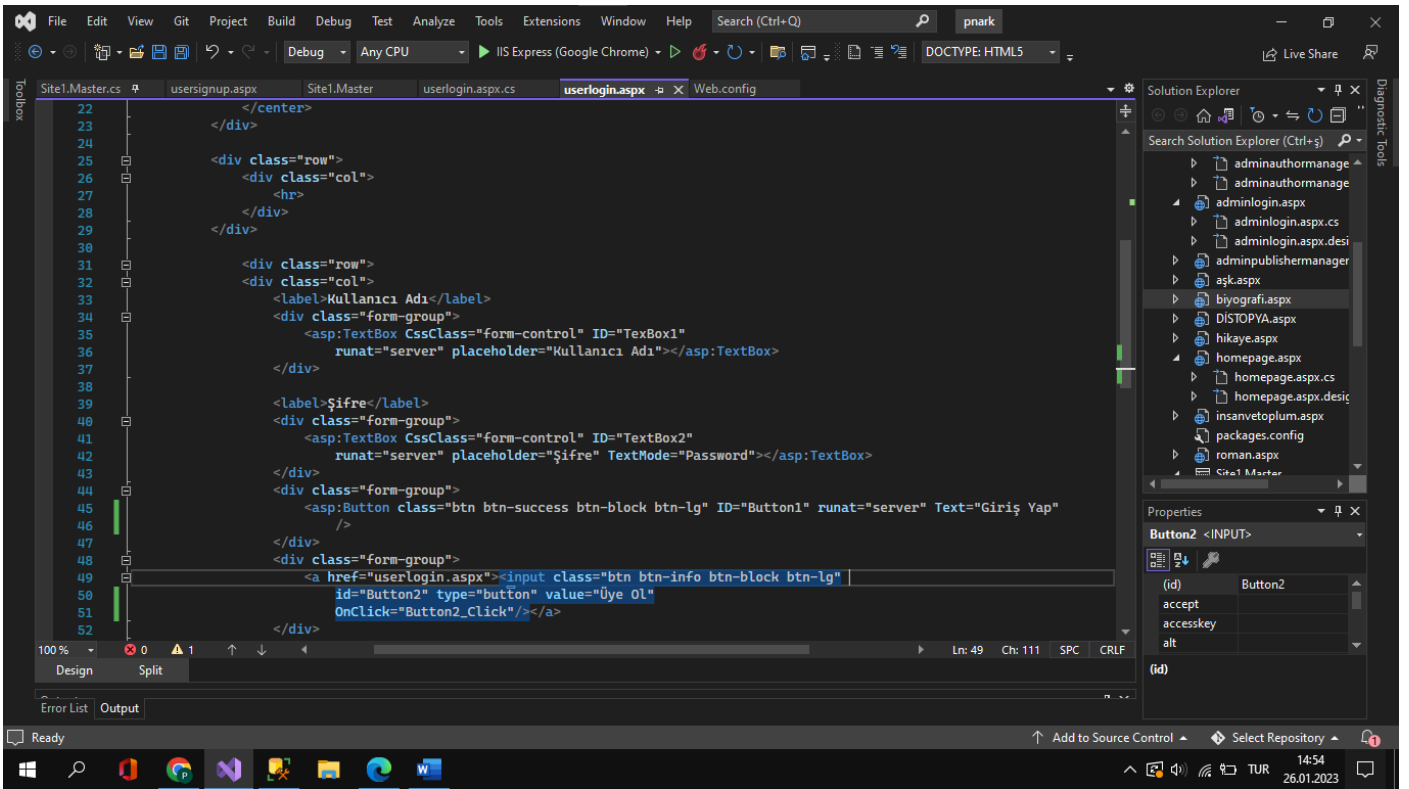 File Edit View Git Project Build Debug Test Analyze Tools Extensions Window Help Search (Ctrl+Q) pnark
Debug Any CPU IIS Express (Google Chrome) DOCTYPE: HTML5 Live Share
Toolbox
Site1.Master.cs usersignup.aspx Site1.Master userlogin.aspx.cs userlogin.aspx Web.config
22 </center>
23 </div>
24
25 <div class="row">
26 <div class="col">
27 <hr>
28 </div>
29 </div>
30
31 <div class="row">
32 <div class="col">
33 <label>Kullanıcı Adı</label>
34 <div class="form-group">
35 <asp:TextBox CssClass="form-control" ID="TexBox1"
36 runat="server" placeholder="Kullanıcı Adı"></asp:TextBox>
37 </div>
38
39 <label>Şifre</label>
40 <div class="form-group">
41 <asp:TextBox CssClass="form-control" ID="TextBox2"
42 runat="server" placeholder="Şifre" TextMode="Password"></asp:TextBox>
43 </div>
44 <div class="form-group">
45 <asp:Button class="btn btn-success btn-block btn-lg" ID="Button1" runat="server" Text="Giriş Yap"
46 />
47 </div>
48 <div class="form-group">
49 <a href="userlogin.aspx"><input class="btn btn-info btn-block btn-lg"
50 id="Button2" type="button" value="Üye Ol"
51 OnClick="Button2_Click"/></a>
52 </div>
100 % 0 1 Ln: 49 Ch: 111 SPC CRLF
Design Split
Error List Output
Solution Explorer
Search Solution Explorer (Ctrl+ş)
adminauthormanage
adminauthormanage
adminlogin.aspx
adminlogin.aspx.cs
adminlogin.aspx.desi
adminpublishermanager
aşk.aspx
biyografi.aspx
DİSTOPYA.aspx
hikaye.aspx
homepage.aspx
homepage.aspx.cs
homepage.aspx.desig
insanvetoplum.aspx
packages.config
roman.aspx
Site1.Master
Properties
Button2 <INPUT>
(id) Button2
accept
accesskey
alt
(id)
Diagnostic Tools
Ready Add to Source Control Select Repository 1
TUR 14:54
26.01.2023